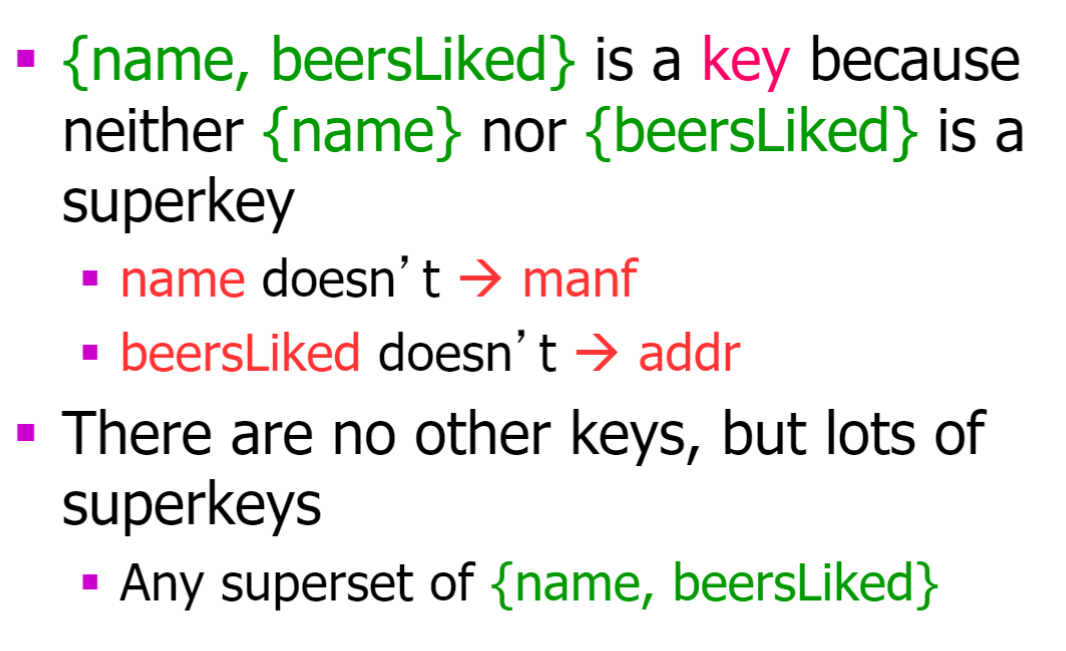 ▪ {name, beersLiked} is a key because
neither {name} nor {beersLiked} is a
superkey
▪ name doesn’t → manf
▪ beersLiked doesn’t → addr
▪ There are no other keys, but lots of
superkeys
▪ Any superset of {name, beersLiked}